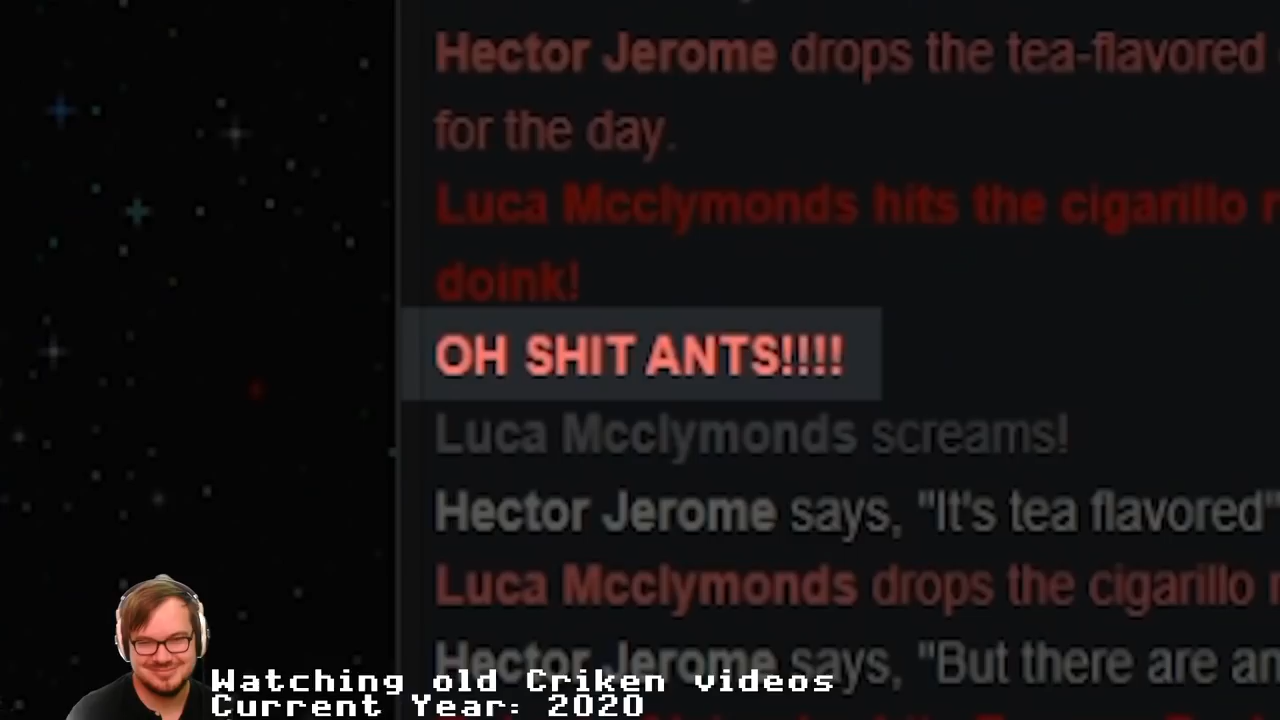 Hector Jerome drops the tea-flavored
for the day.
Luca Mcclymonds hits the cigarillo
doink!
OH SHIT ANTS!!!!
Luca Mcclymonds screams!
Hector Jerome says, "It's tea flavored"
Luca Mcclymonds drops the cigarillo
Hector Jerome says, "But there are an
Watching old Criken videos
Current Year: 2020